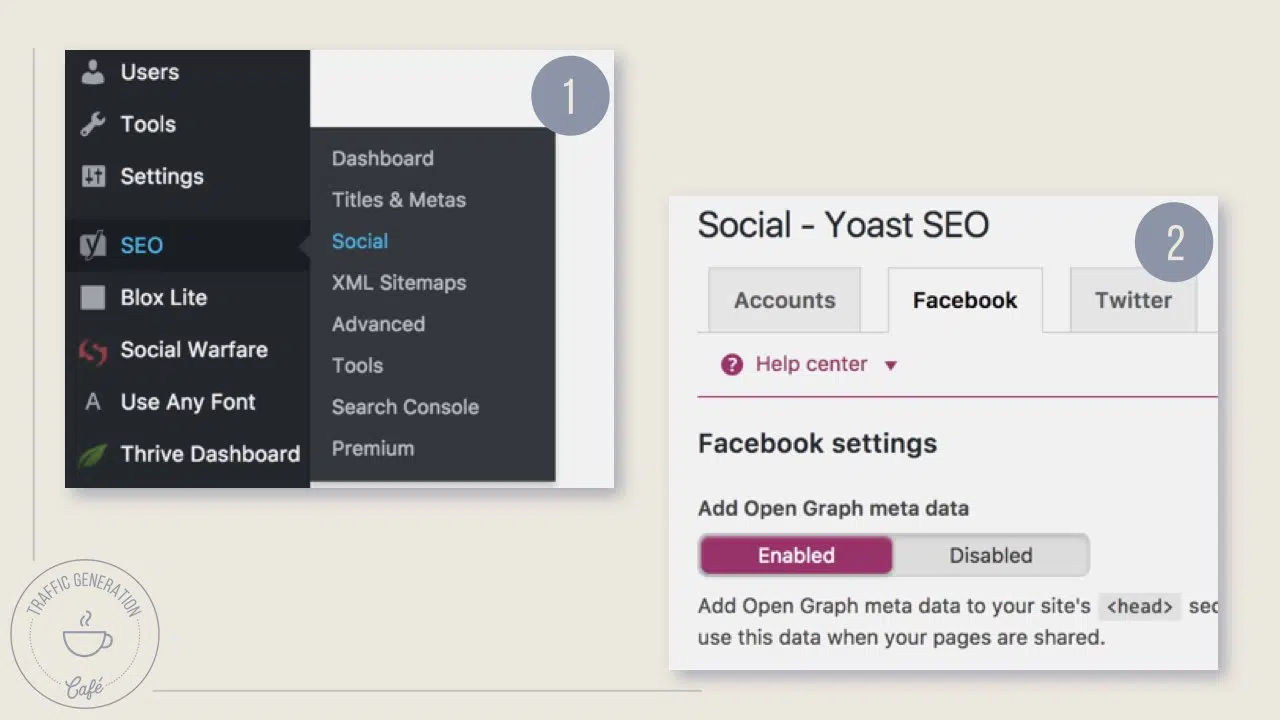 Users
Tools
Settings
SEO
Blox Lite
Social Warfare
Use Any Font
Thrive Dashboard
1
Dashboard
Titles & Metas
Social
XML Sitemaps
Advanced
Tools
Search Console
Premium
2
Social - Yoast SEO
Accounts
Facebook
Twitter
? Help center
Facebook settings
Add Open Graph meta data
Enabled
Disabled
Add Open Graph meta data to your site's <head> sec
use this data when your pages are shared.
TRAFFIC GENERATION
Café